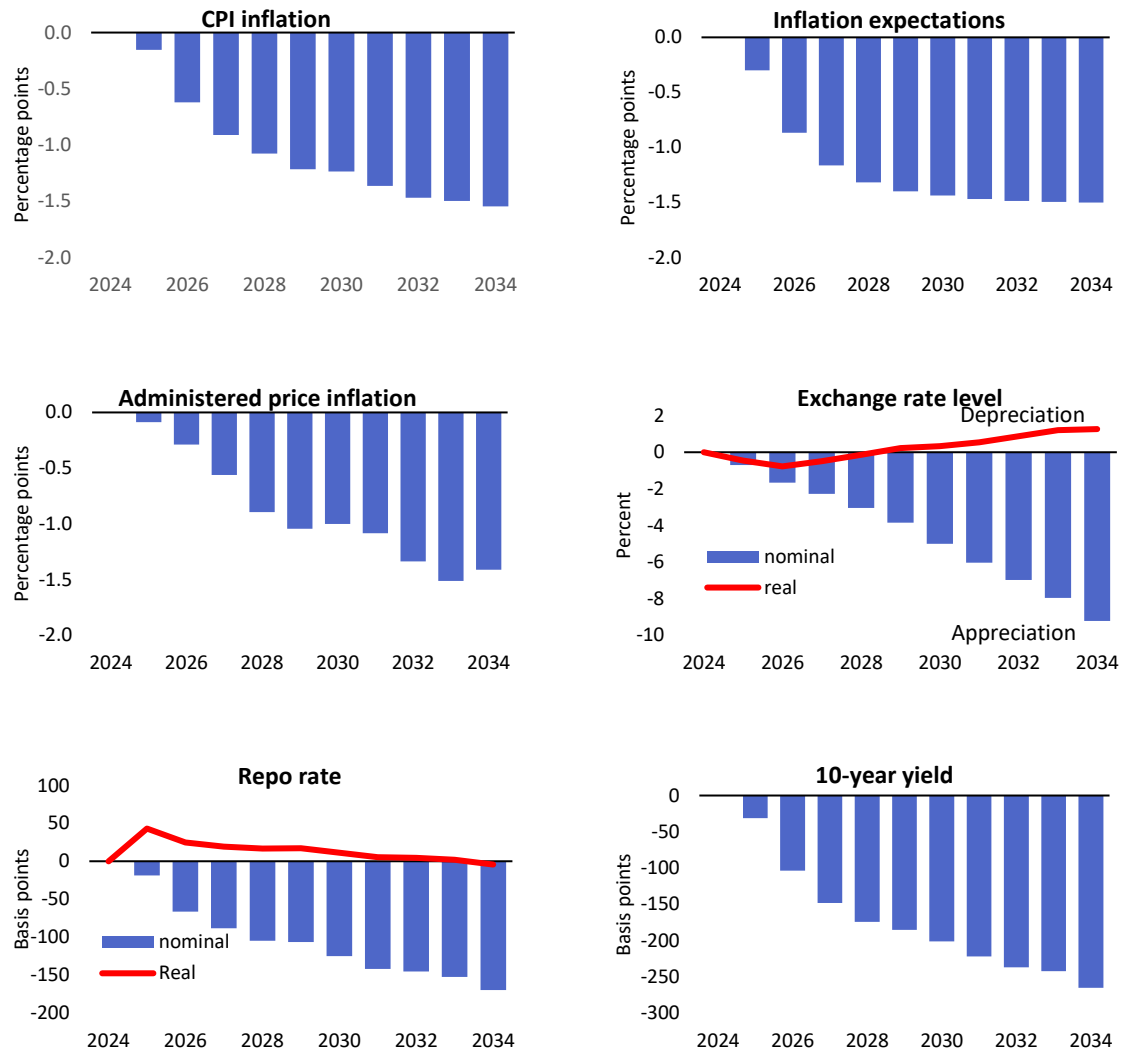 CPI inflation
Percentage points
0.0
-0.5
-1.0
-1.5
-2.0
2024 2026 2028 2030 2032 2034
Inflation expectations
Percentage points
0.0
-0.5
-1.0
-1.5
-2.0
2024 2026 2028 2030 2032 2034
Administered price inflation
Percentage points
0.0
-0.5
-1.0
-1.5
-2.0
2024 2026 2028 2030 2032 2034
Exchange rate level
Depreciation
Percent
2
0
-2
-4
-6
-8
-10
nominal
real
Appreciation
2024 2026 2028 2030 2032 2034
Repo rate
Basis points
100
50
0
-50
-100
-150
-200
nominal
Real
2024 2026 2028 2030 2032 2034
10-year yield
Basis points
0
-50
-100
-150
-200
-250
-300
2024 2026 2028 2030 2032 2034